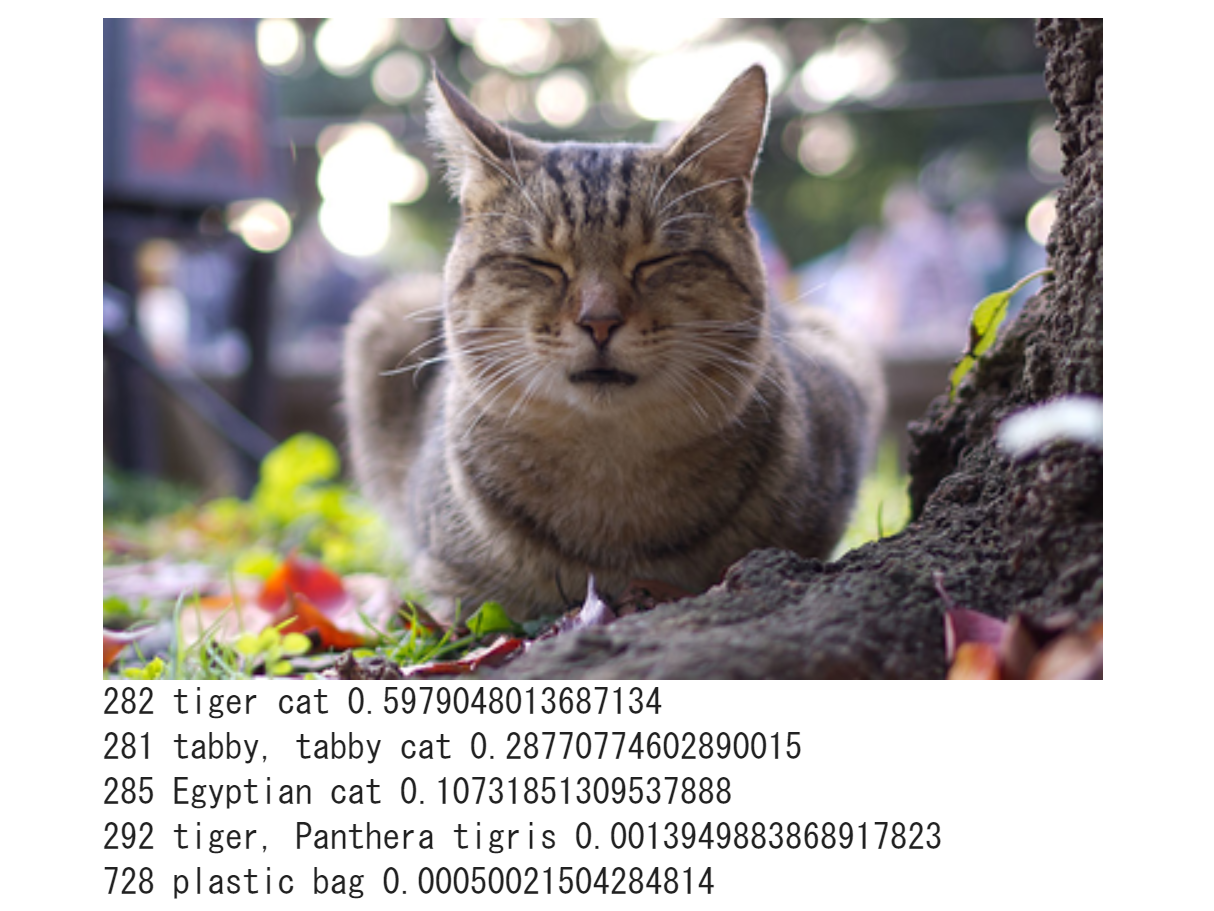 282 tiger cat 0.5979048013687134
281 tabby, tabby cat 0.28770774602890015
285 Egyptian cat 0.10731851309537888
292 tiger, Panthera tigris 0.0013949883868917823
728 plastic bag 0.00050021504284814